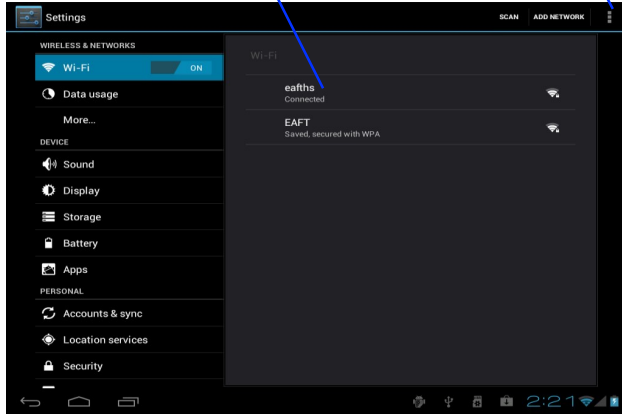 Settings
SCAN
ADD NETWORK
WIRELESS & NETWORKS
Wi-Fi
ON
Data usage
More...
DEVICE
Sound
Display
Storage
Battery
Apps
PERSONAL
Accounts & sync
Location services
Security
Wi-Fi
eafths
Connected
EAFT
Saved, secured with WPA
2:21